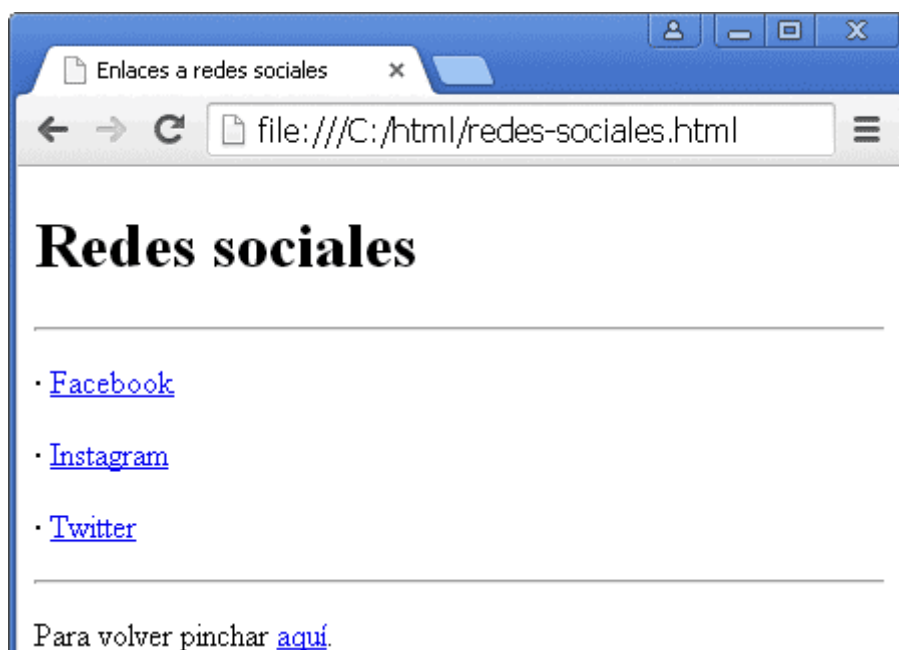 Enlaces a redes sociales
file:///C:/html/redes-sociales.html
Redes sociales
· Facebook
· Instagram
· Twitter
Para volver pinchar aquí.